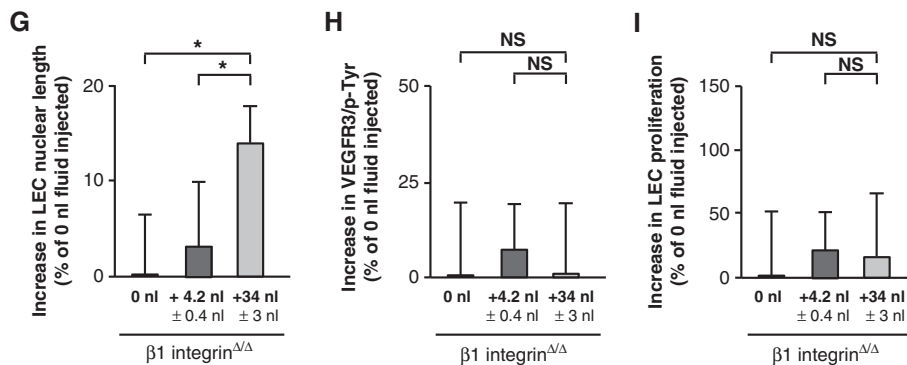 G
* *
20
10
0
Increase in LEC nuclear length
(% of 0 nl fluid injected)
0 nl + 4.2 nl +34 nl
± 0.4 nl ± 3 nl
β1 integrin^Δ/Δ
H
NS
NS
50
25
0
Increase in VEGFR3/p-Tyr
(% of 0 nl fluid injected)
0 nl +4.2 nl +34 nl
± 0.4 nl ± 3 nl
β1 integrin^Δ/Δ
I
NS
NS
150
100
50
0
Increase in LEC proliferation
(% of 0 nl fluid injected)
0 nl +4.2 nl +34 nl
± 0.4 nl ± 3 nl
β1 integrin^Δ/Δ